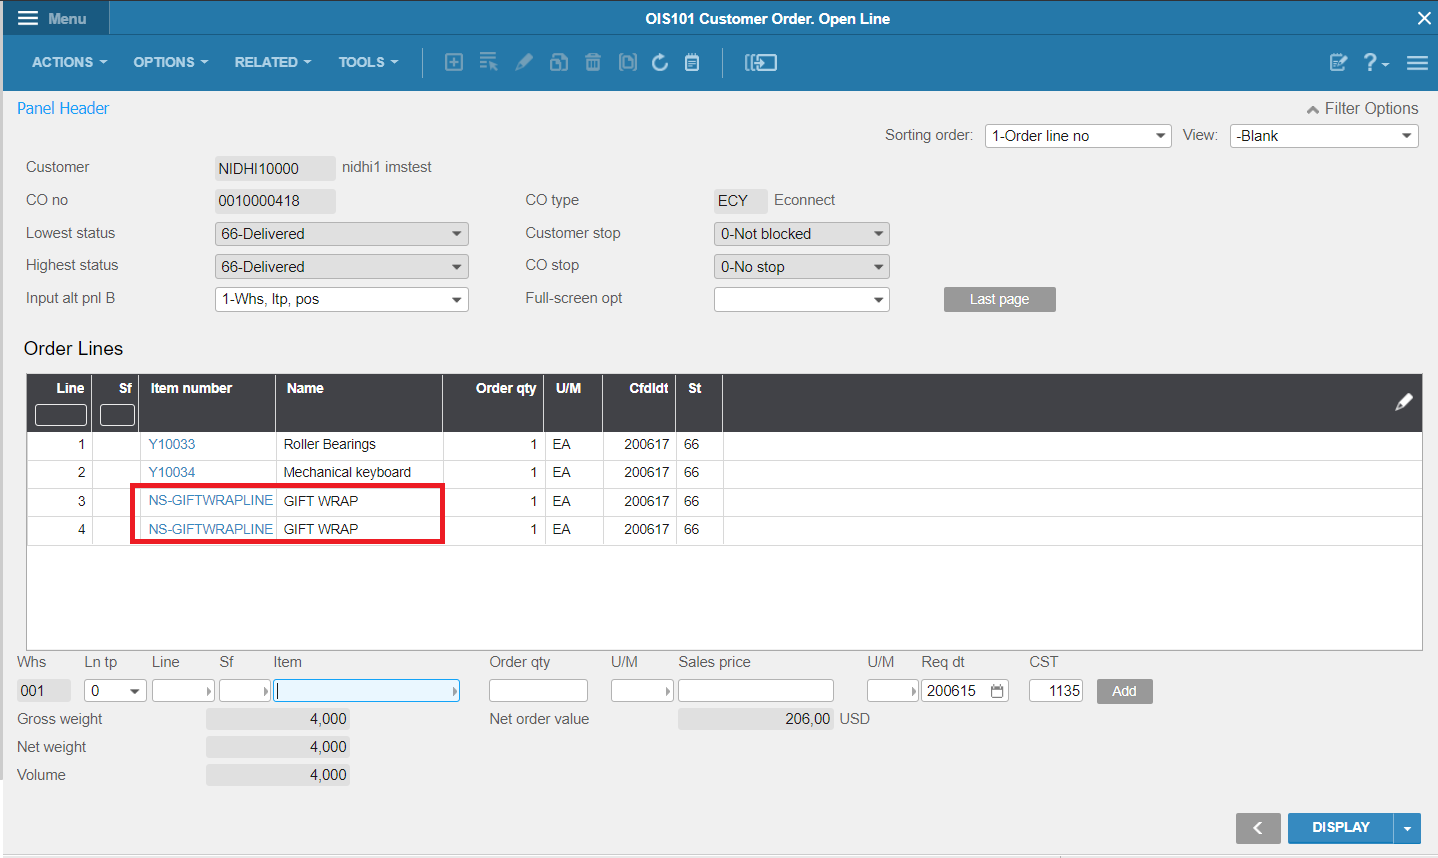 Menu OIS101 Customer Order. Open Line
ACTIONS OPTIONS RELATED TOOLS ?
Panel Header Filter Options
Sorting order: 1-Order line no View: -Blank
Customer NIDHI10000 nidhi1 imstest
CO no 0010000418 CO type ECY Econnect
Lowest status 66-Delivered Customer stop 0-Not blocked
Highest status 66-Delivered CO stop 0-No stop
Input alt pnl B 1-Whs, ltp, pos Full-screen opt Last page
Order Lines
Line Sf Item number Name Order qty U/M Cfdldt St
1 Y10033 Roller Bearings 1 EA 200617 66
2 Y10034 Mechanical keyboard 1 EA 200617 66
3 NS-GIFTWRAPLINE GIFT WRAP 1 EA 200617 66
4 NS-GIFTWRAPLINE GIFT WRAP 1 EA 200617 66
Whs Ln tp Line Sf Item Order qty U/M Sales price U/M Req dt CST
001 0 200615 1135 Add
Gross weight 4,000 Net order value 206,00 USD
Net weight 4,000
Volume 4,000
DISPLAY